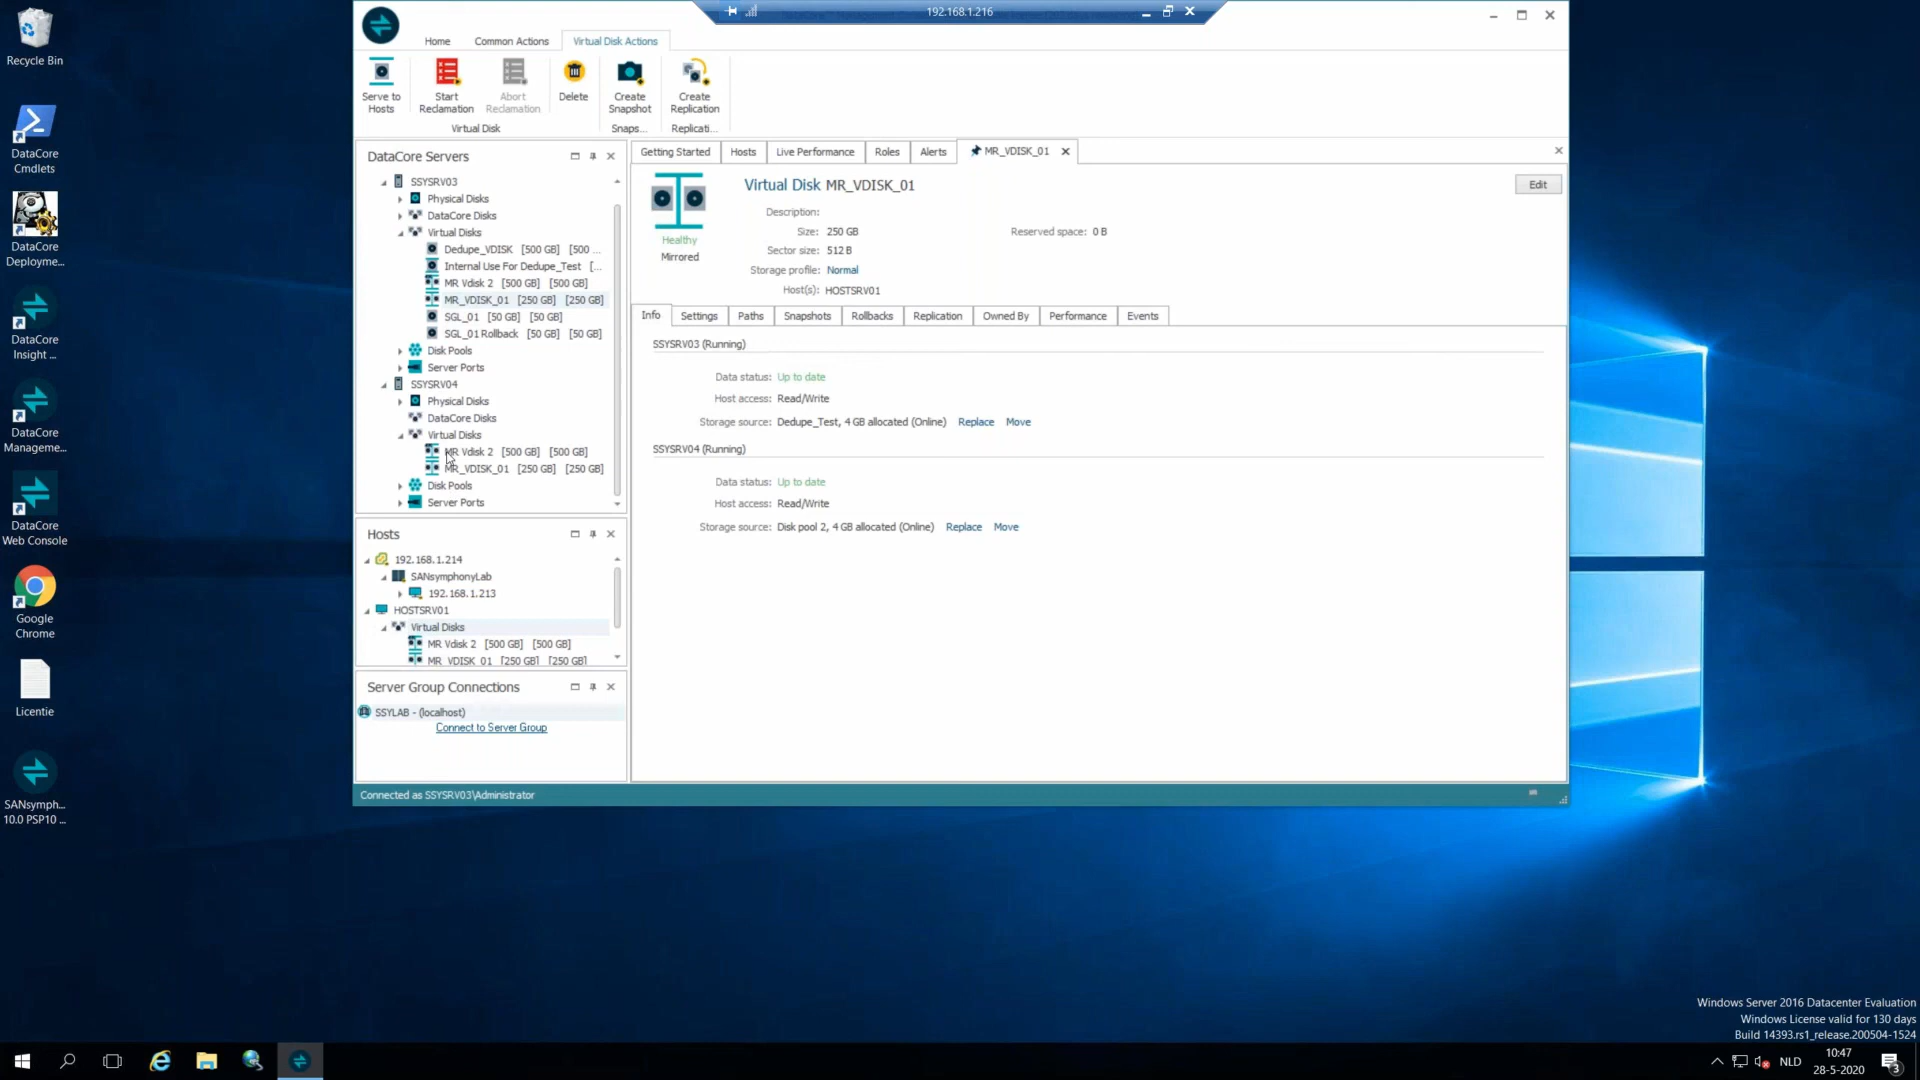 192.168.1.216
Recycle Bin
DataCore
Cmdlets
DataCore
Deployme...
DataCore
Insight ...
DataCore
Manageme...
DataCore
Web Console
Google
Chrome
Licentie
SANsymph...
10.0 PSP10 ...
Home
Common Actions
Virtual Disk Actions
Serve to
Hosts
Start
Reclamation
Abort
Reclamation
Delete
Create
Snapshot
Create
Replication
Virtual Disk
Snaps...
Replicati...
DataCore Servers
SSYSRV03
Physical Disks
DataCore Disks
Virtual Disks
Dedupe_VDISK [500 GB] [500 ...
Internal Use For Dedupe_Test [...
MR Vdisk 2 [500 GB] [500 GB]
MR_VDISK_01 [250 GB] [250 GB]
SGL_01 [50 GB] [50 GB]
SGL_01 Rollback [50 GB] [50 GB]
Disk Pools
Server Ports
SSYSRV04
Physical Disks
DataCore Disks
Virtual Disks
MR Vdisk 2 [500 GB] [500 GB]
MR_VDISK_01 [250 GB] [250 GB]
Disk Pools
Server Ports
Hosts
192.168.1.214
SANsymphonyLab
192.168.1.213
HOSTSRV01
Virtual Disks
MR Vdisk 2 [500 GB] [500 GB]
MR_VDISK_01 [250 GB] [250 GB]
Server Group Connections
SSYLAB - (localhost)
Connect to Server Group
Connected as SSYSRV03\Administrator
Getting Started
Hosts
Live Performance
Roles
Alerts
MR_VDISK_01
Virtual Disk MR_VDISK_01
Edit
Healthy
Mirrored
Description:
Size: 250 GB
Reserved space: 0 B
Sector size: 512 B
Storage profile: Normal
Host(s): HOSTSRV01
Info
Settings
Paths
Snapshots
Rollbacks
Replication
Owned By
Performance
Events
SSYSRV03 (Running)
Data status: Up to date
Host access: Read/Write
Storage source: Dedupe_Test, 4 GB allocated (Online) Replace Move
SSYSRV04 (Running)
Data status: Up to date
Host access: Read/Write
Storage source: Disk pool 2, 4 GB allocated (Online) Replace Move
Windows Server 2016 Datacenter Evaluation
Windows License valid for 130 days
Build 14393.rs1_release.200504-1524
NLD
10:47
28-5-2020
3